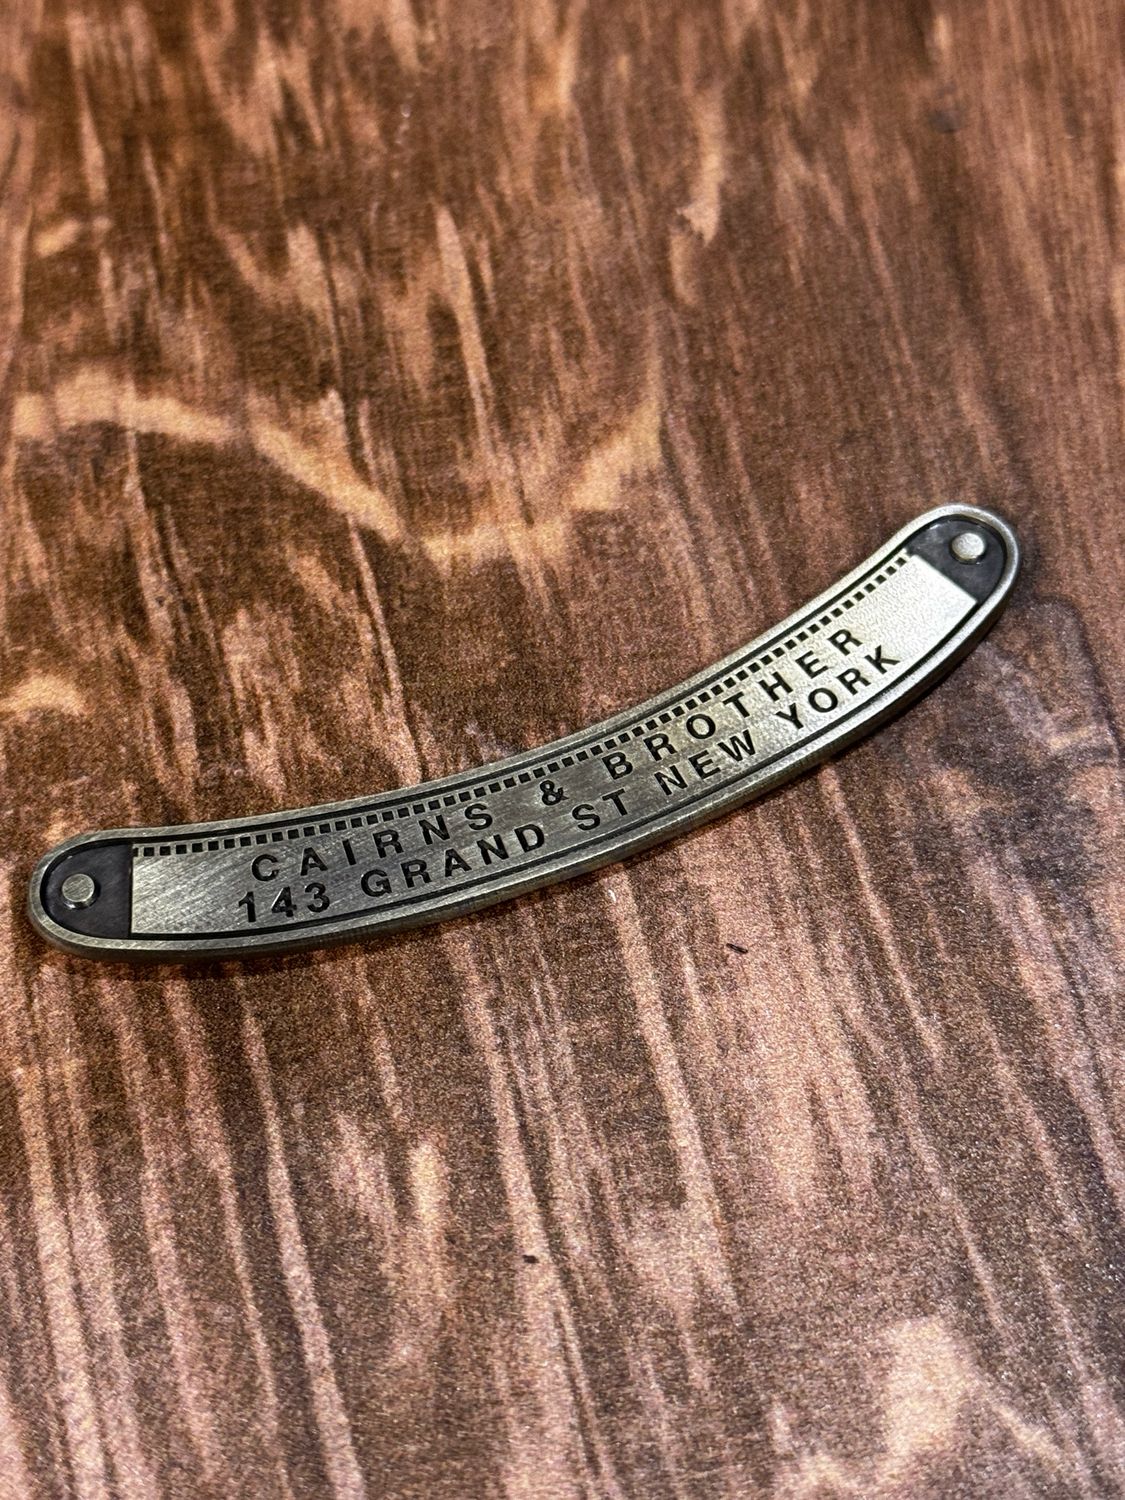 CAIRNS & BROTHER
143 GRAND ST NEW YORK